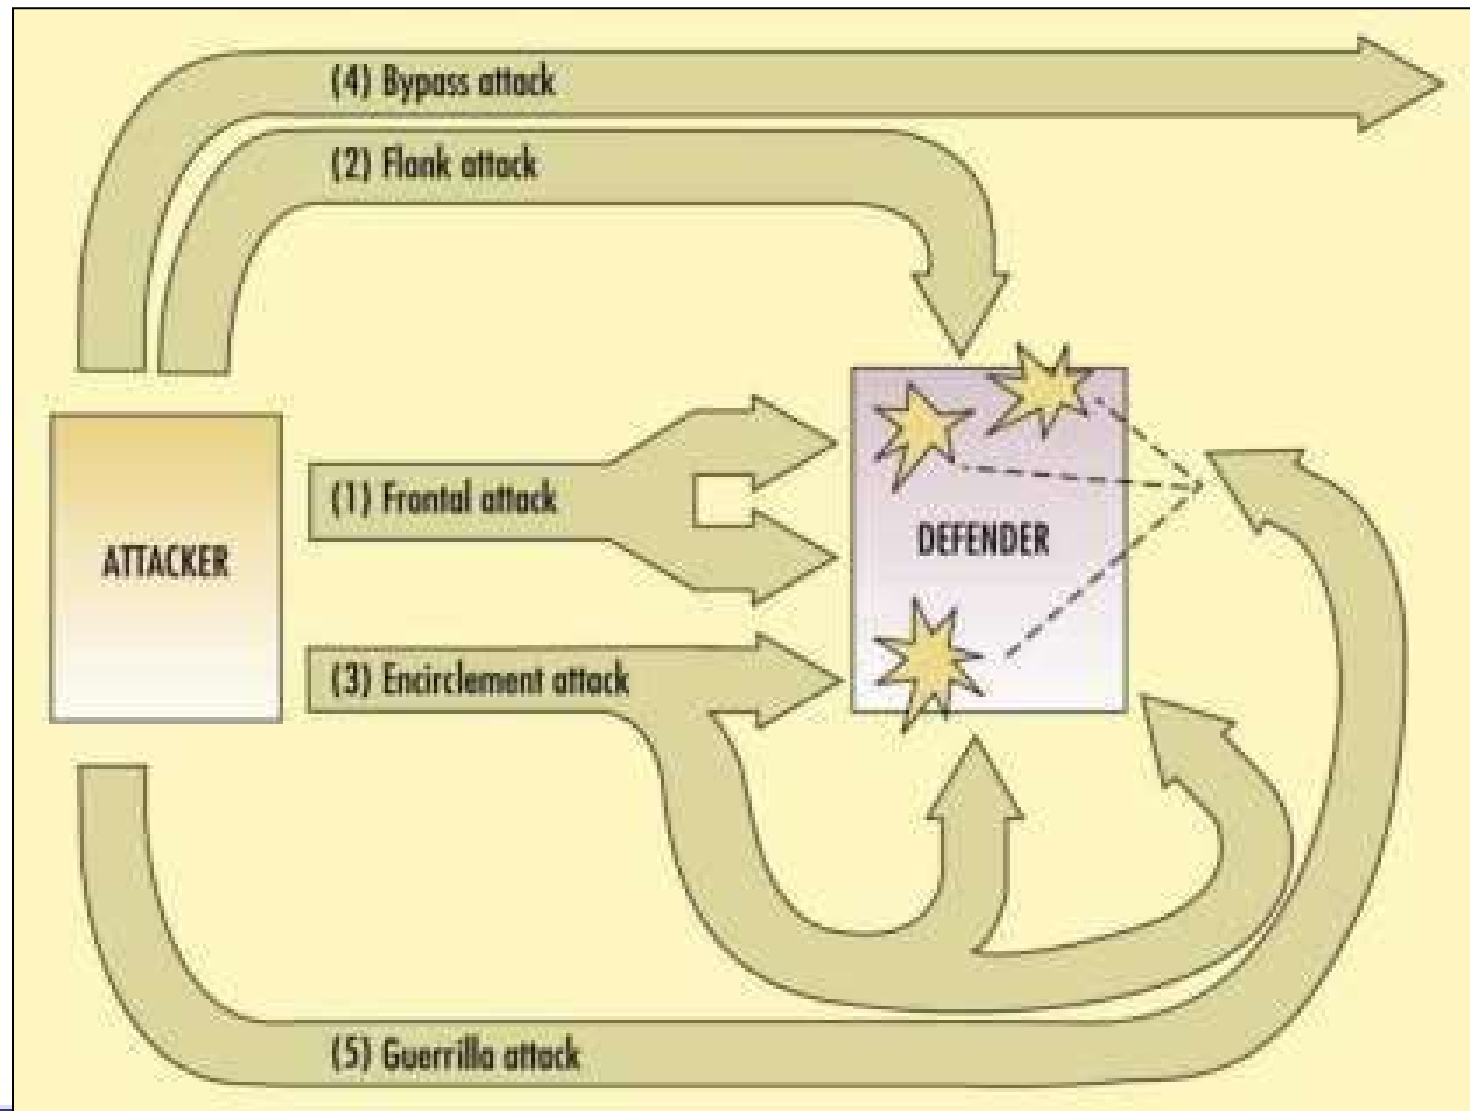 (4) Bypass attack
(2) Flank attack
(1) Frontal attack
ATTACKER
DEFENDER
(3) Encirclement attack
(5) Guerrilla attack